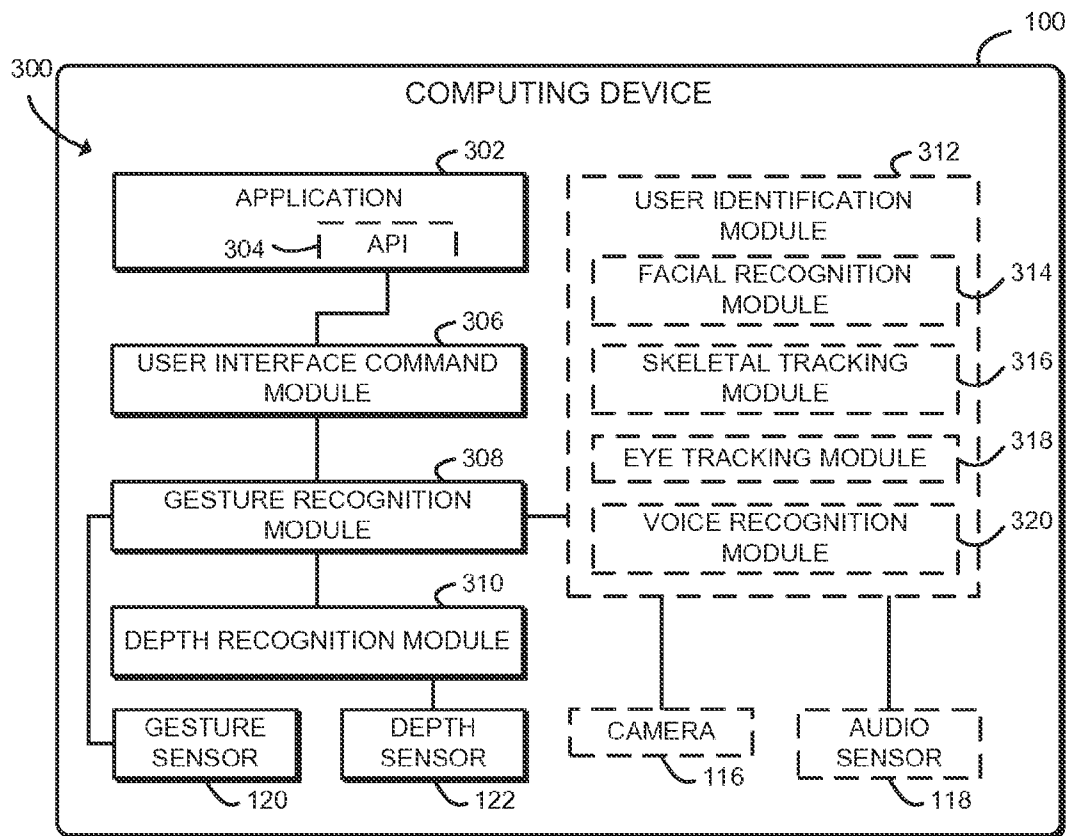 100
300
COMPUTING DEVICE
302
APPLICATION
304
API
306
USER INTERFACE COMMAND
MODULE
308
GESTURE RECOGNITION
MODULE
310
DEPTH RECOGNITION MODULE
GESTURE
SENSOR
120
DEPTH
SENSOR
122
312
USER IDENTIFICATION
MODULE
FACIAL RECOGNITION
MODULE
314
SKELETAL TRACKING
MODULE
316
EYE TRACKING MODULE
318
VOICE RECOGNITION
MODULE
320
CAMERA
116
AUDIO
SENSOR
118